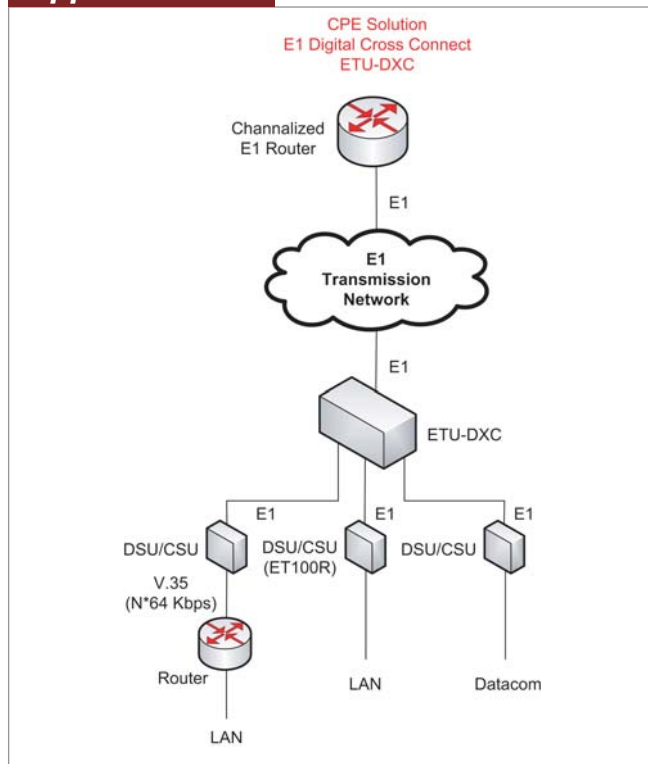 CPE Solution
E1 Digital Cross Connect
ETU-DXC
Channalized
E1 Router
E1
E1
Transmission
Network
E1
ETU-DXC
E1
E1
E1
DSU/CSU
DSU/CSU
(ET100R)
DSU/CSU
V.35
(N*64 Kbps)
Router
LAN
Datacom
LAN